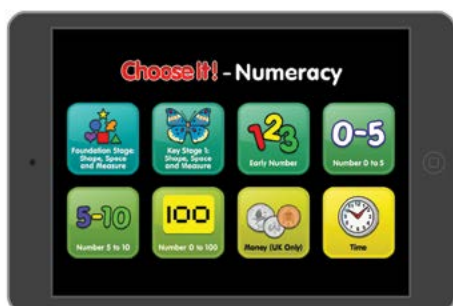 Choose It! - Numeracy
Foundation Stage:
Shape, Space
and Measure
Key Stage 1:
Shape, Space
and Measure
123
Early Number
0-5
Number 0 to 5
5-10
Number 5 to 10
100
Number 0 to 100
Money (UK Only)
Time